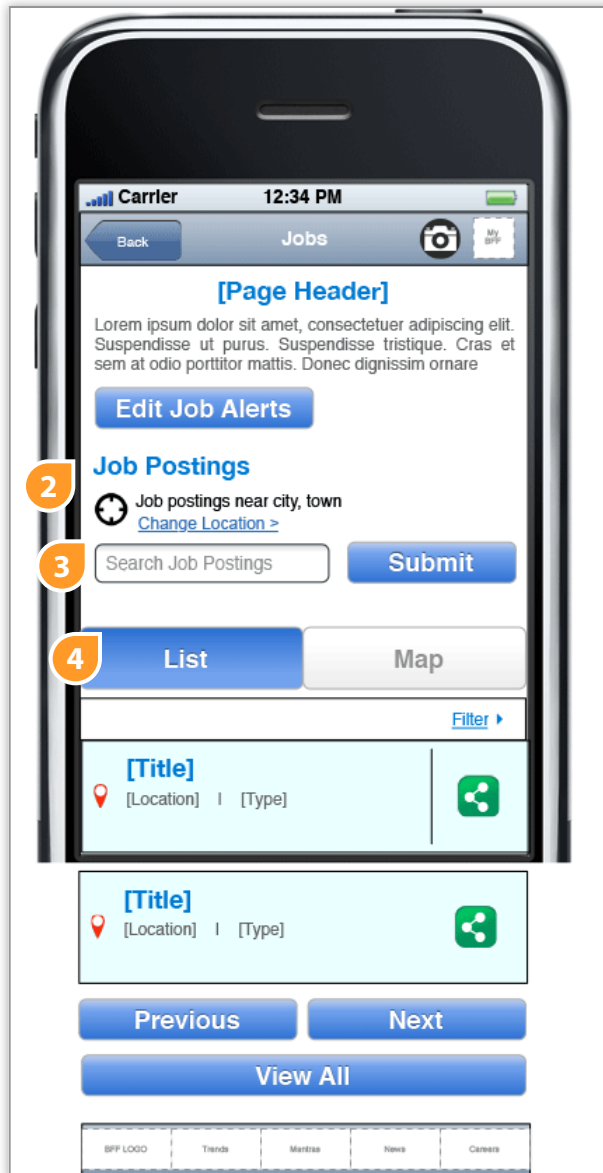 Carrier 12:34 PM
Back Jobs My BFF
[Page Header]
Lorem ipsum dolor sit amet, consectetuer adipiscing elit.
Suspendisse ut purus. Suspendisse tristique. Cras et
sem at odio porttitor mattis. Donec dignissim ornare
Edit Job Alerts
Job Postings
2
Job postings near city, town
Change Location >
3
Search Job Postings Submit
4
List Map
Filter
[Title]
[Location] I [Type]
[Title]
[Location] I [Type]
Previous Next
View All
BFF LOGO Trends Mantras News Careers